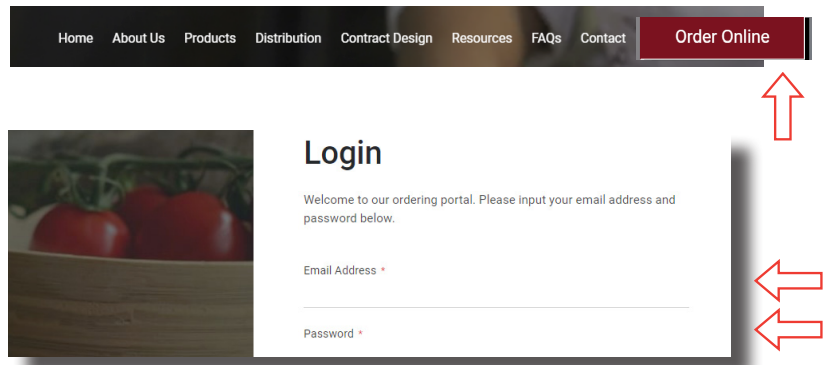 Home About Us Products Distribution Contract Design Resources FAQs Contact Order Online
Login
Welcome to our ordering portal. Please input your email address and
password below.
Email Address *
Password *